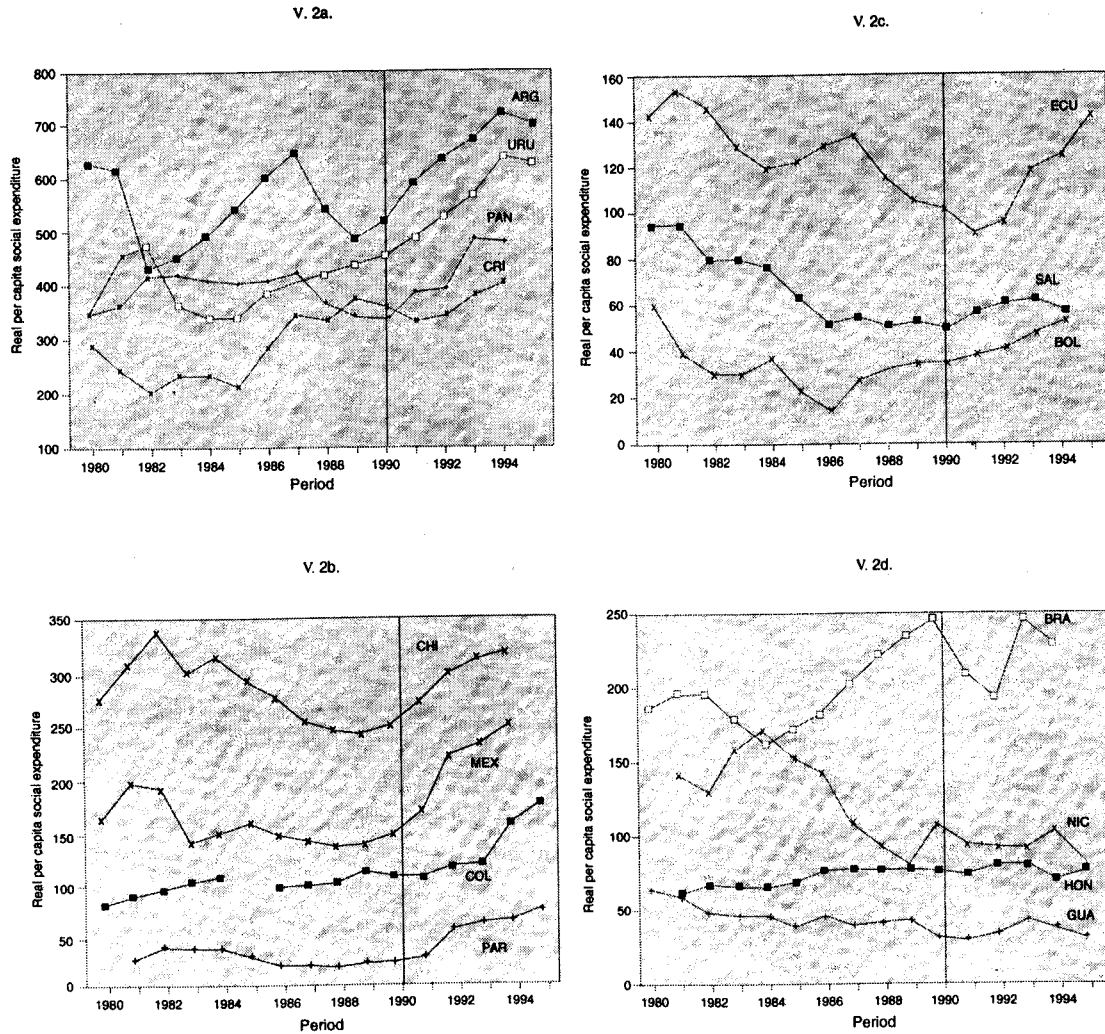 V. 2a.
Real per capita social expenditure
800
700
600
500
400
300
200
100
ARG
URU
PAN
CRI
1980 1982 1984 1986 1988 1990 1992 1994
Period
V. 2c.
Real per capita social expenditure
160
140
120
100
80
60
40
20
0
ECU
SAL
BOL
1980 1982 1984 1986 1988 1990 1992 1994
Period
V. 2b.
Real per capita social expenditure
350
300
250
200
150
100
50
0
CHI
MEX
COL
PAR
1980 1982 1984 1986 1988 1990 1992 1994
Period
V. 2d.
Real per capita social expenditure
250
200
150
100
50
0
BRA
NIC
HON
GUA
1980 1982 1984 1986 1988 1990 1992 1994
Period